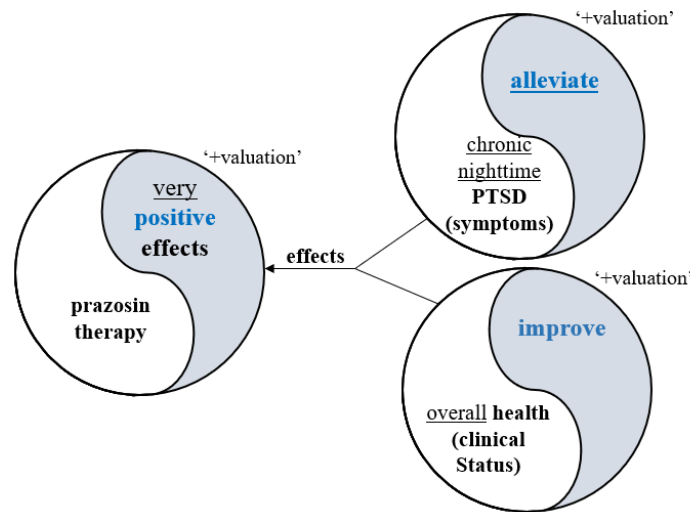 ‘+valuation’
alleviate
chronic
nighttime
PTSD
(symptoms)
‘+valuation’
very
positive
effects
prazosin
therapy
effects
‘+valuation’
improve
overall health
(clinical
Status)